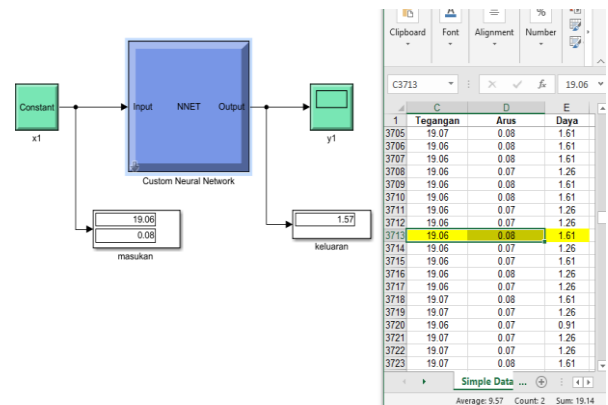 Constant
x1
Input NNET Output
Custom Neural Network
y1
19.06
0.08
masukan
1.57
keluaran
Clipboard Font Alignment Number
%
C3713 fx 19.06
C D E
1 Tegangan Arus Daya
3705 19.07 0.08 1.61
3706 19.06 0.08 1.61
3707 19.06 0.08 1.61
3708 19.06 0.07 1.26
3709 19.06 0.08 1.61
3710 19.06 0.08 1.61
3711 19.06 0.07 1.26
3712 19.06 0.07 1.26
3713 19.06 0.08 1.61
3714 19.06 0.07 1.26
3715 19.06 0.07 1.61
3716 19.06 0.08 1.26
3717 19.06 0.07 1.26
3718 19.07 0.08 1.61
3719 19.07 0.07 1.26
3720 19.06 0.07 0.91
3721 19.07 0.07 1.26
3722 19.07 0.07 1.26
3723 19.07 0.08 1.61
Simple Data ...
Average: 9.57 Count: 2 Sum: 19.14